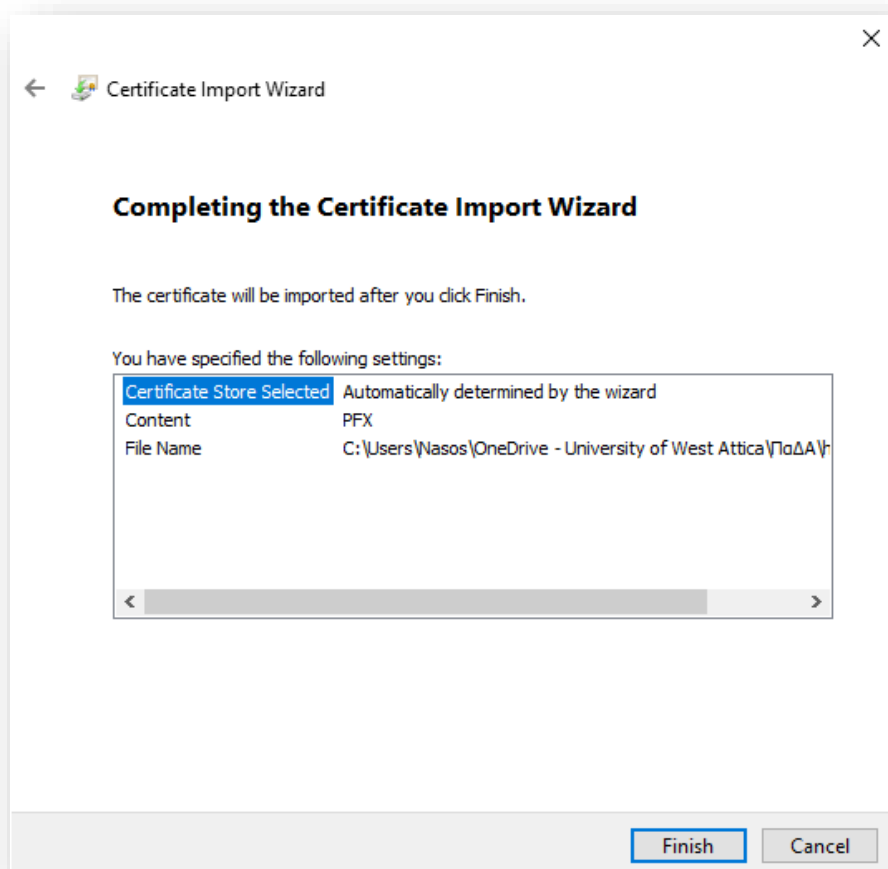 Certificate Import Wizard
Completing the Certificate Import Wizard
The certificate will be imported after you click Finish.
You have specified the following settings:
Certificate Store Selected Automatically determined by the wizard
Content PFX
File Name C:\Users\Nasos\OneDrive - University of West Attica\ΠαΔΑ\h
Finish Cancel